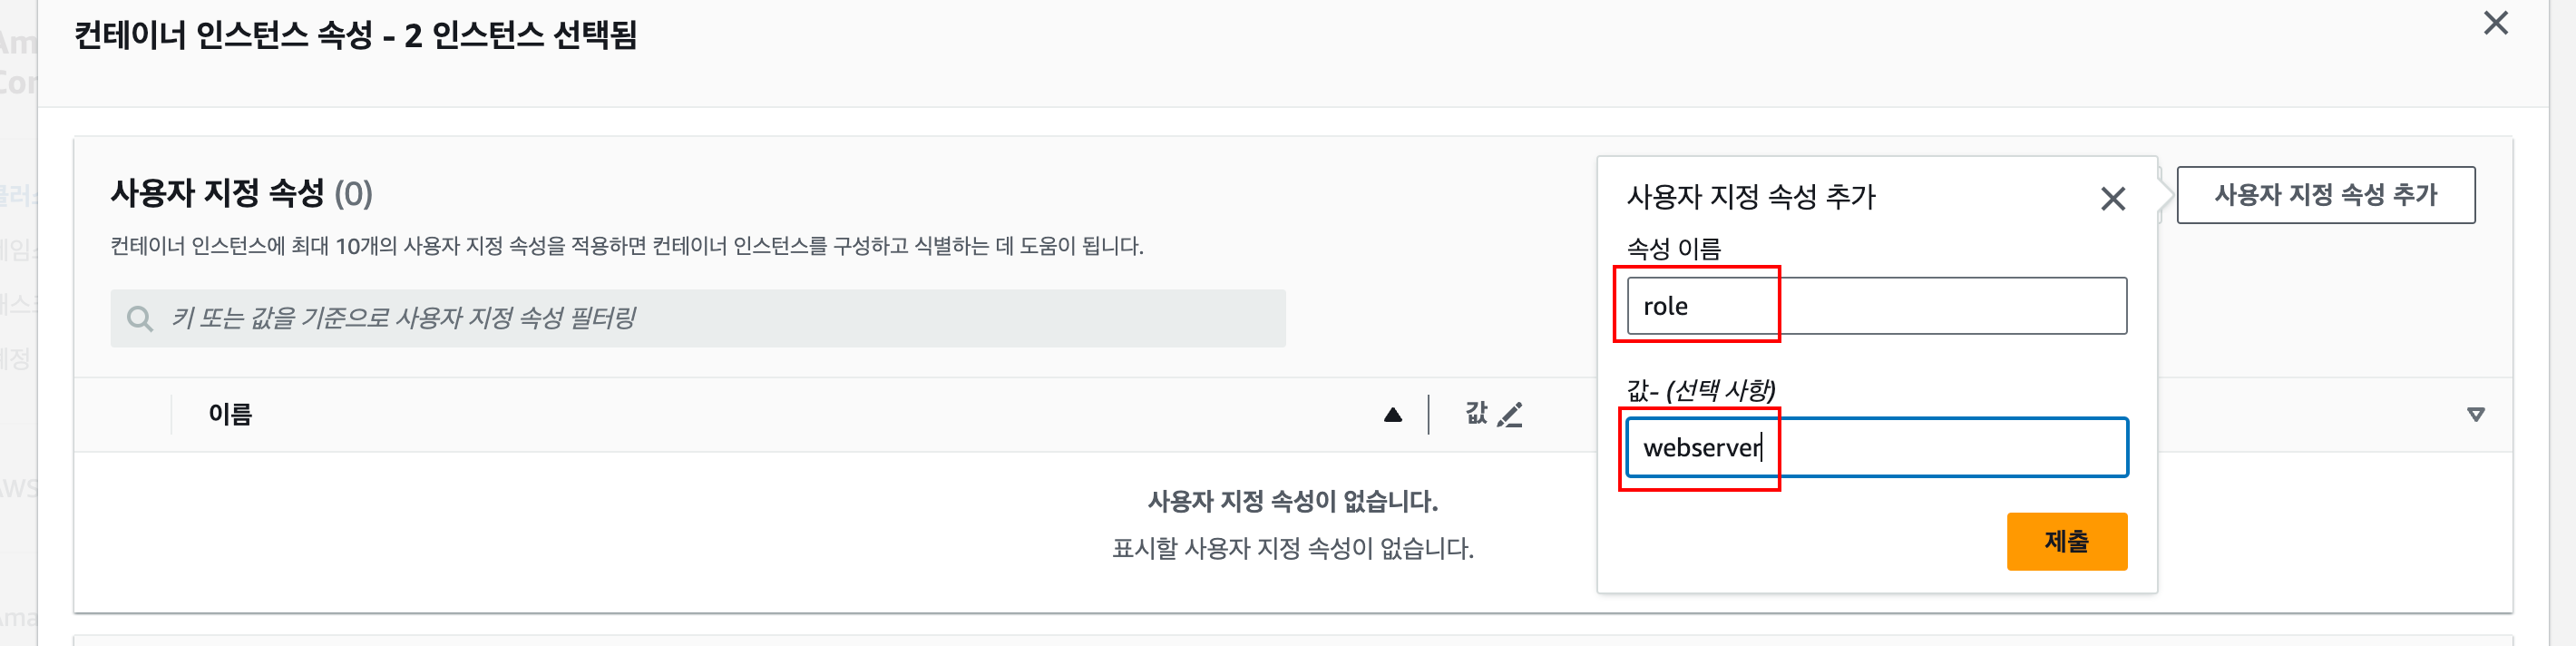 컨테이너 인스턴스 속성 - 2 인스턴스 선택됨
사용자 지정 속성 (0)
컨테이너 인스턴스에 최대 10개의 사용자 지정 속성을 적용하면 컨테이너 인스턴스를 구성하고 식별하는 데 도움이 됩니다.
키 또는 값을 기준으로 사용자 지정 속성 필터링
이름
값
사용자 지정 속성이 없습니다.
표시할 사용자 지정 속성이 없습니다.
사용자 지정 속성 추가
속성 이름
role
값- (선택 사항)
webserver
제출
사용자 지정 속성 추가